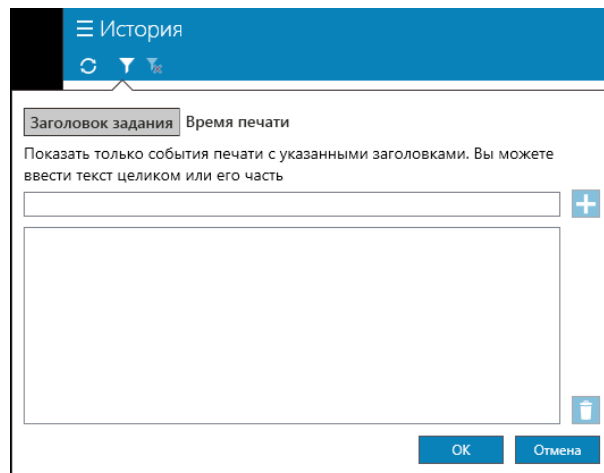 История
Заголовок задания Время печати
Показать только события печати с указанными заголовками. Вы можете
ввести текст целиком или его часть
ОК Отмена